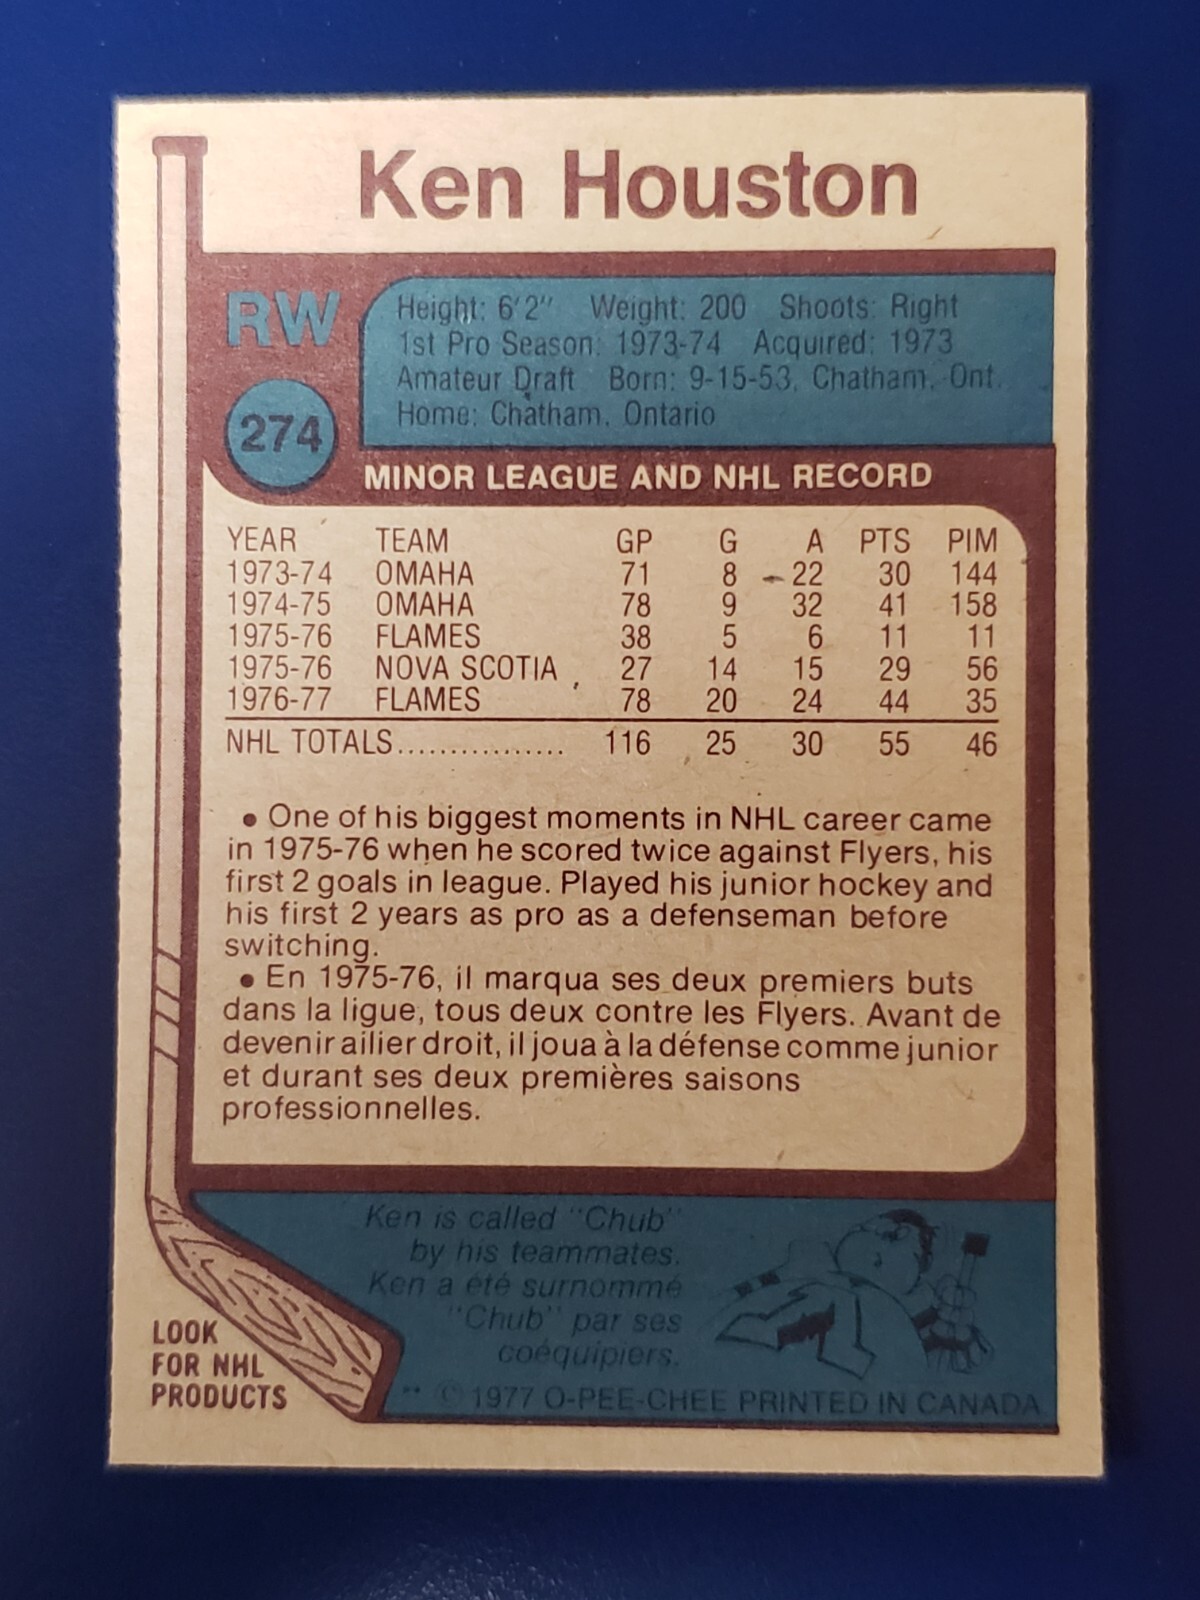 Ken Houston
RW
274
Height: 6'2" Weight: 200 Shoots: Right
1st Pro Season: 1973-74 Acquired: 1973
Amateur Draft Born: 9-15-53, Chatham, Ont.
Home: Chatham, Ontario
MINOR LEAGUE AND NHL RECORD
YEAR TEAM GP G A PTS PIM
1973-74 OMAHA 71 8 22 30 144
1974-75 OMAHA 78 9 32 41 158
1975-76 FLAMES 38 5 6 11 11
1975-76 NOVA SCOTIA 27 14 15 29 56
1976-77 FLAMES 78 20 24 44 35
NHL TOTALS................ 116 25 30 55 46
• One of his biggest moments in NHL career came
in 1975-76 when he scored twice against Flyers, his
first 2 goals in league. Played his junior hockey and
his first 2 years as pro as a defenseman before
switching.
• En 1975-76, il marqua ses deux premiers buts
dans la ligue, tous deux contre les Flyers. Avant de
devenir ailier droit, il joua à la défense comme junior
et durant ses deux premières saisons
professionnelles.
Ken is called "Chub"
by his teammates.
Ken a été surnommé
"Chub" par ses
coéquipiers.
LOOK
FOR NHL
PRODUCTS
** © 1977 O-PEE-CHEE PRINTED IN CANADA